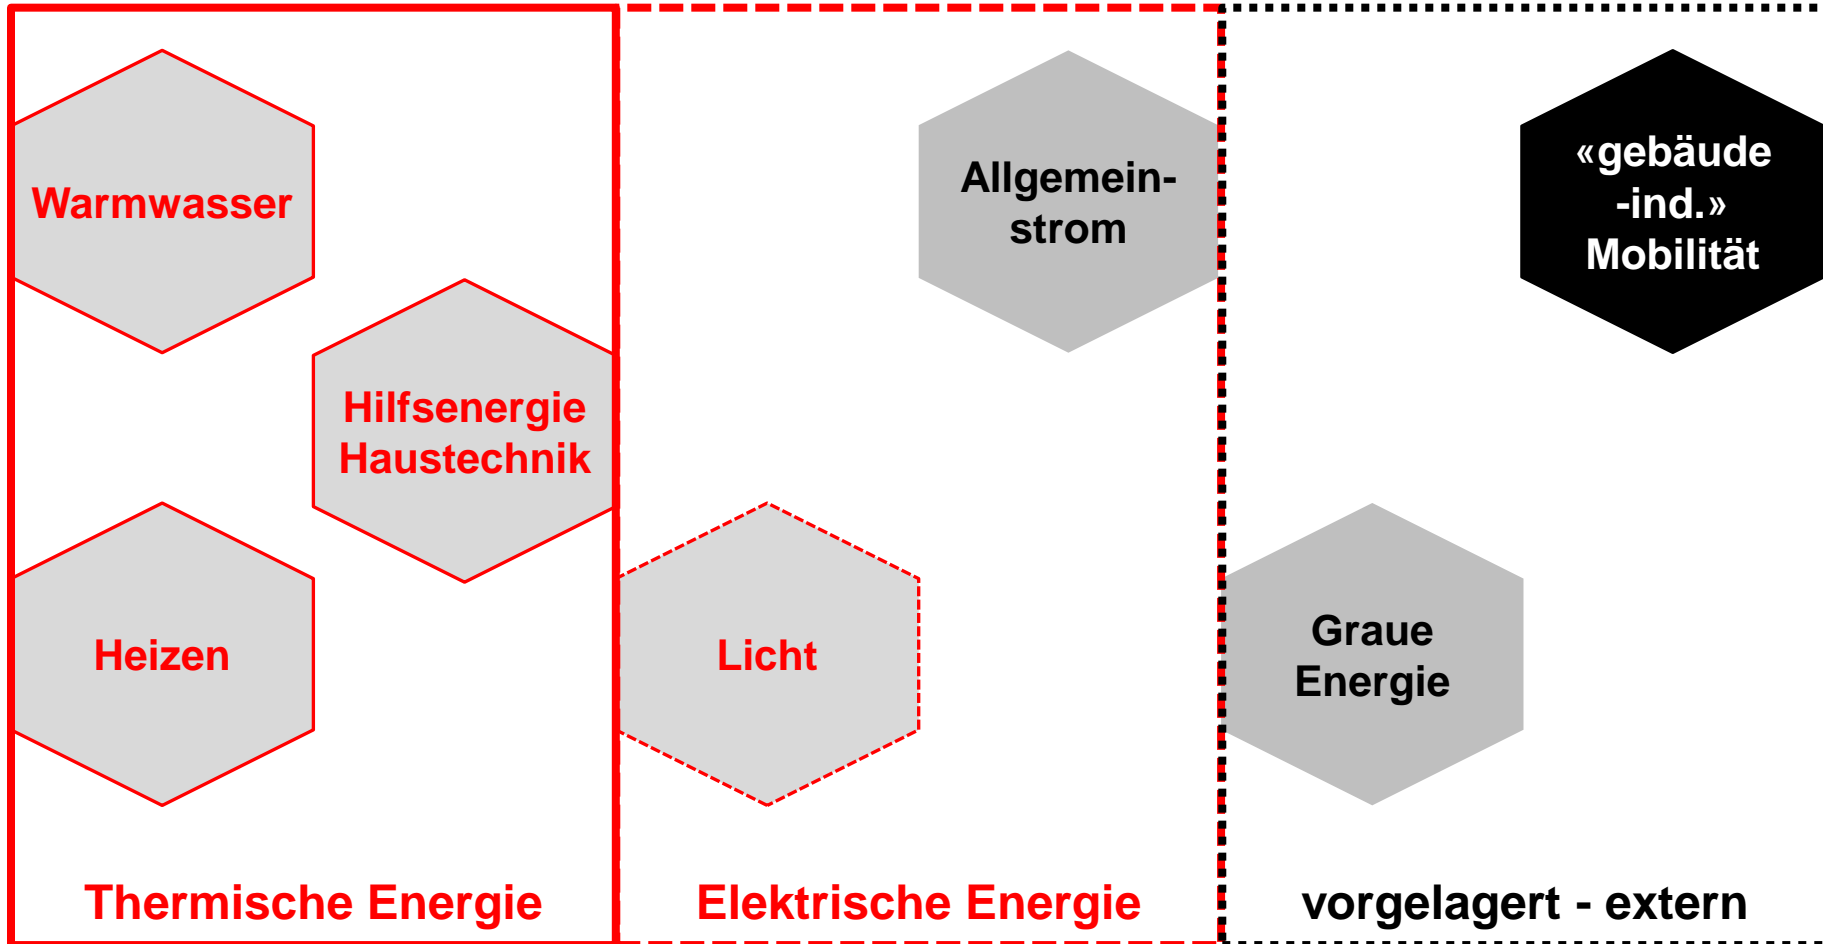 Warmwasser
Hilfsenergie
Haustechnik
Heizen
Thermische Energie
Allgemein-
strom
Licht
Elektrische Energie
«gebäude
-ind.»
Mobilität
Graue
Energie
vorgelagert - extern